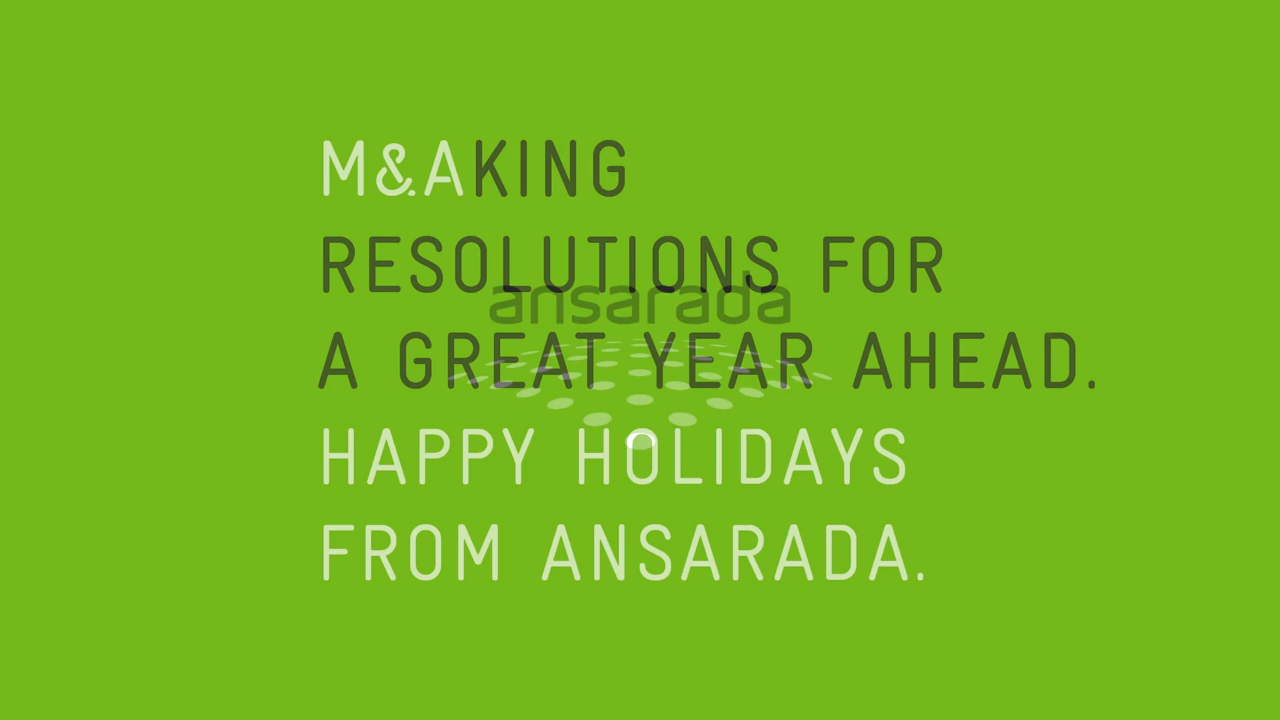 M&AKING
RESOLUTIONS FOR
ansarada
A GREAT YEAR AHEAD.
HAPPY HOLIDAYS
FROM ANSARADA.